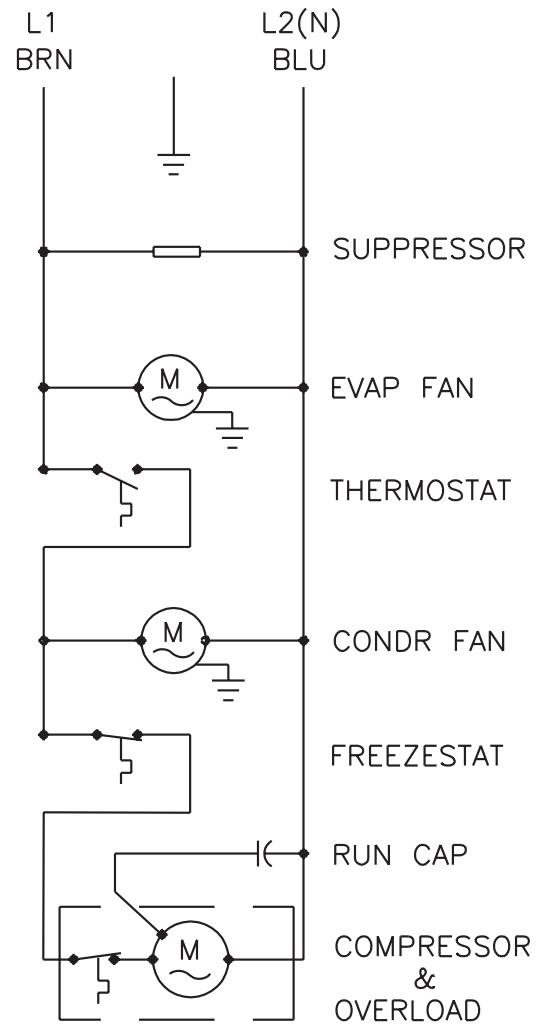 L1 L2(N)
BRN BLU
SUPPRESSOR
M EVAP FAN
THERMOSTAT
M CONDR FAN
FREEZESTAT
RUN CAP
M COMPRESSOR
&
OVERLOAD